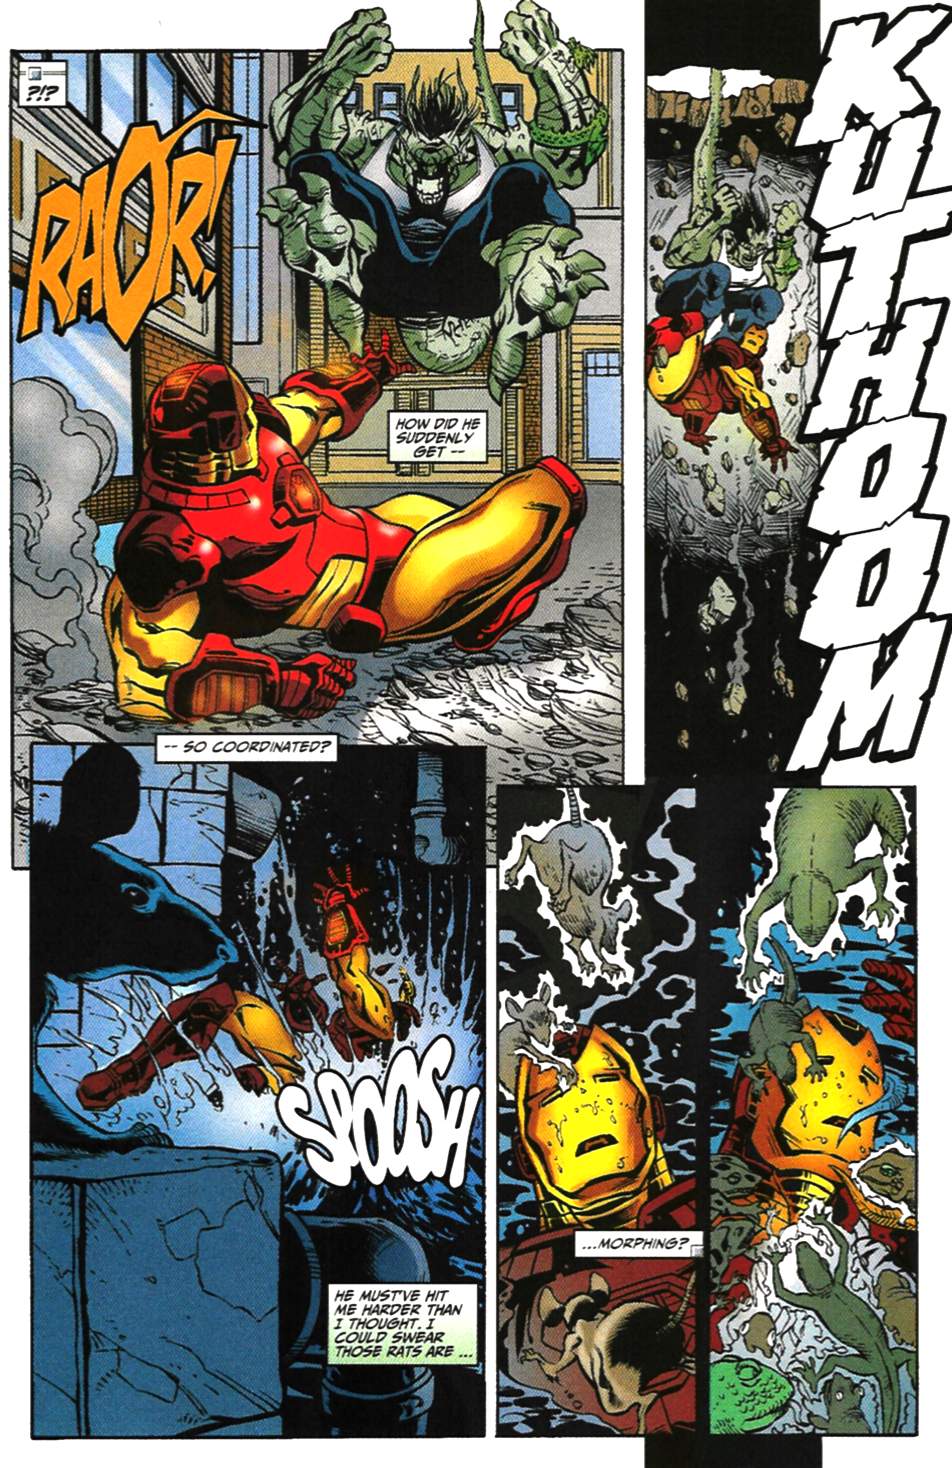 ?!?
RAOR!
HOW DID HE
SUDDENLY
GET --
KUTHOOM
-- SO COORDINATED?
SPOOSH
HE MUST'VE HIT
ME HARDER THAN
I THOUGHT. I
COULD SWEAR
THOSE RATS ARE ...
...MORPHING?